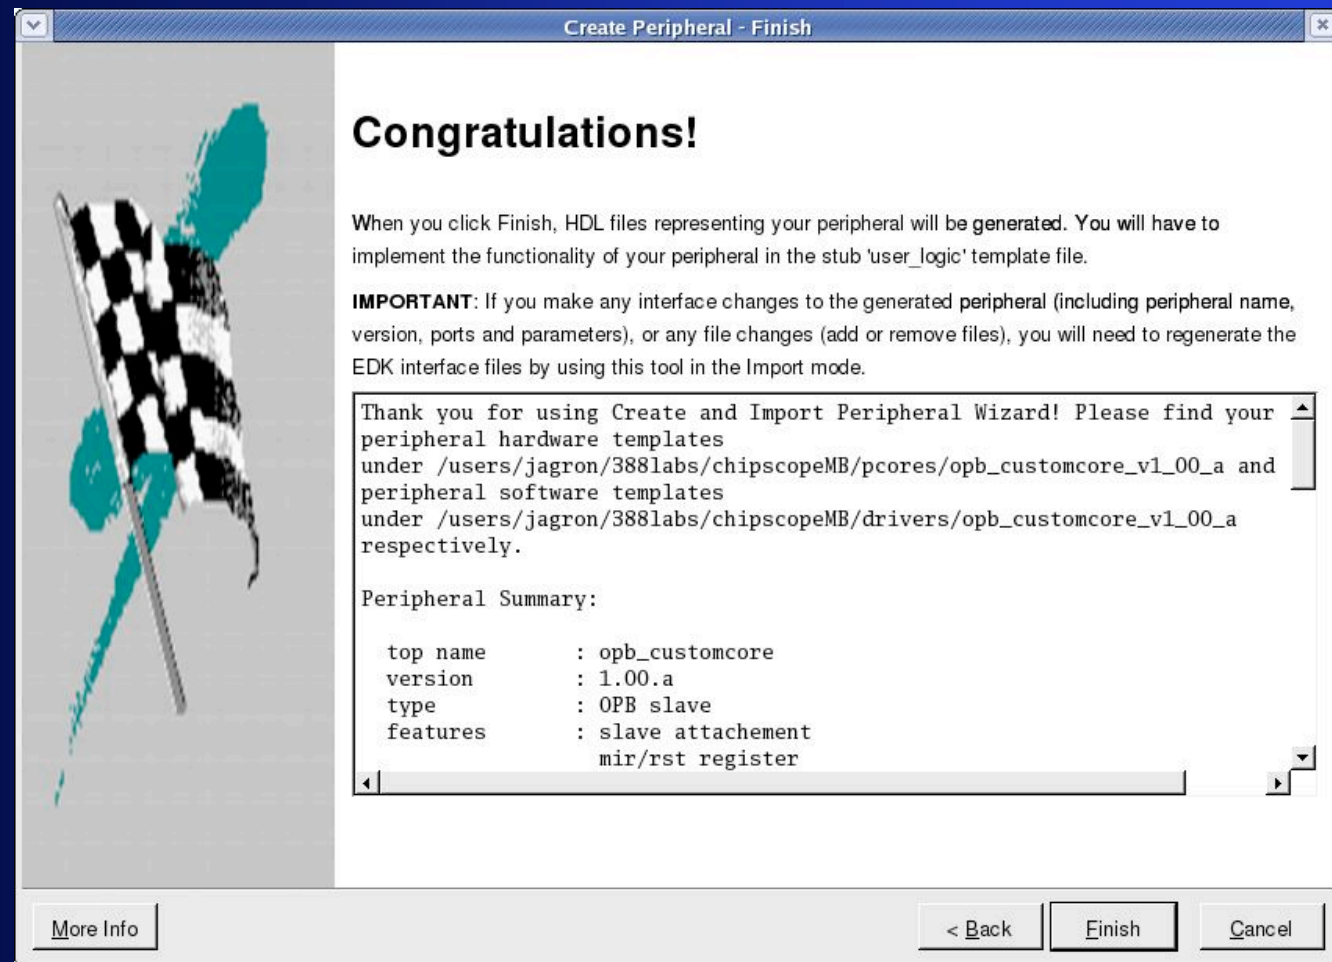 Create Peripheral - Finish
Congratulations!
When you click Finish, HDL files representing your peripheral will be generated. You will have to
implement the functionality of your peripheral in the stub 'user_logic' template file.
IMPORTANT: If you make any interface changes to the generated peripheral (including peripheral name,
version, ports and parameters), or any file changes (add or remove files), you will need to regenerate the
EDK interface files by using this tool in the Import mode.
Thank you for using Create and Import Peripheral Wizard! Please find your
peripheral hardware templates
under /users/jagron/388labs/chipscopeMB/pcores/opb_customcore_v1_00_a and
peripheral software templates
under /users/jagron/388labs/chipscopeMB/drivers/opb_customcore_v1_00_a
respectively.
Peripheral Summary:
top name : opb_customcore
version : 1.00.a
type : OPB slave
features : slave attachement
mir/rst register
More Info
< Back
Finish
Cancel